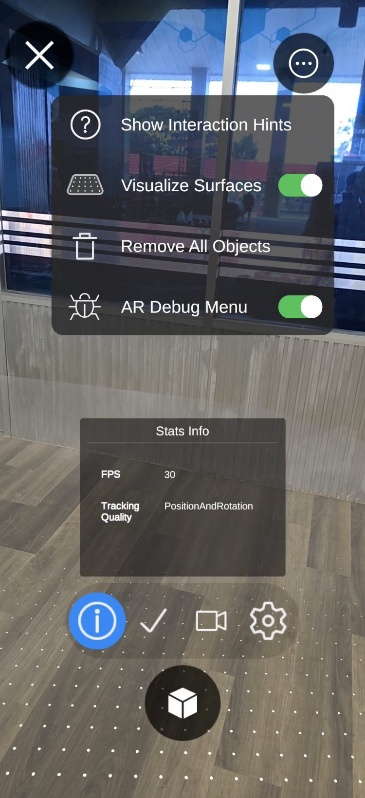 Show Interaction Hints
Visualize Surfaces
Remove All Objects
AR Debug Menu
Stats Info
FPS 30
Tracking Quality PositionAndRotation